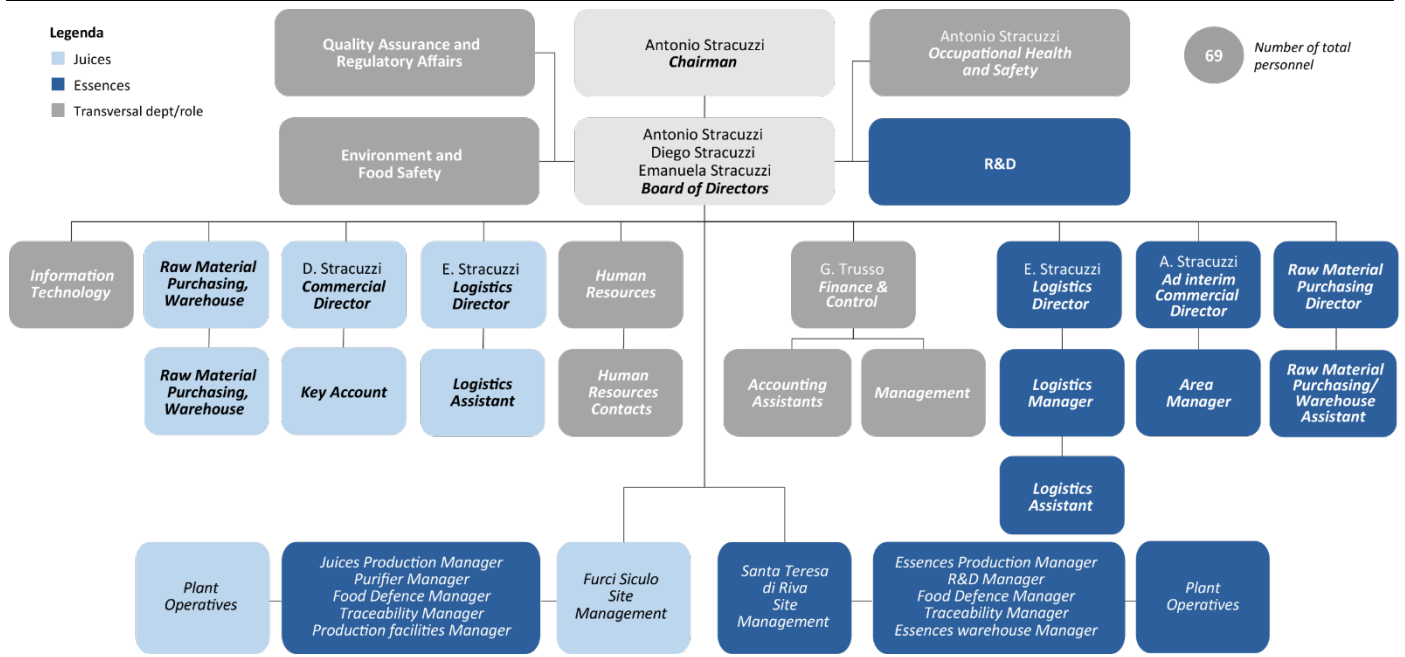 Legenda
Juices
Essences
Transversal dept/role
Quality Assurance and
Regulatory Affairs
Antonio Stracuzzi
Chairman
Antonio Stracuzzi
Occupational Health
and Safety
69
Number of total
personnel
Environment and
Food Safety
Antonio Stracuzzi
Diego Stracuzzi
Emanuela Stracuzzi
Board of Directors
R&D
Information
Technology
Raw Material
Purchasing,
Warehouse
D. Stracuzzi
Commercial
Director
E. Stracuzzi
Logistics
Director
Human
Resources
G. Trusso
Finance &
Control
E. Stracuzzi
Logistics
Director
A. Stracuzzi
Ad interim
Commercial
Director
Raw Material
Purchasing
Director
Raw Material
Purchasing,
Warehouse
Key Account
Logistics
Assistant
Human
Resources
Contacts
Accounting
Assistants
Management
Logistics
Manager
Area
Manager
Raw Material
Purchasing/
Warehouse
Assistant
Logistics
Assistant
Plant
Operatives
Juices Production Manager
Purifier Manager
Food Defence Manager
Traceability Manager
Production facilities Manager
Furci Siculo
Site
Management
Santa Teresa
di Riva
Site
Management
Essences Production Manager
R&D Manager
Food Defence Manager
Traceability Manager
Essences warehouse Manager
Plant
Operatives